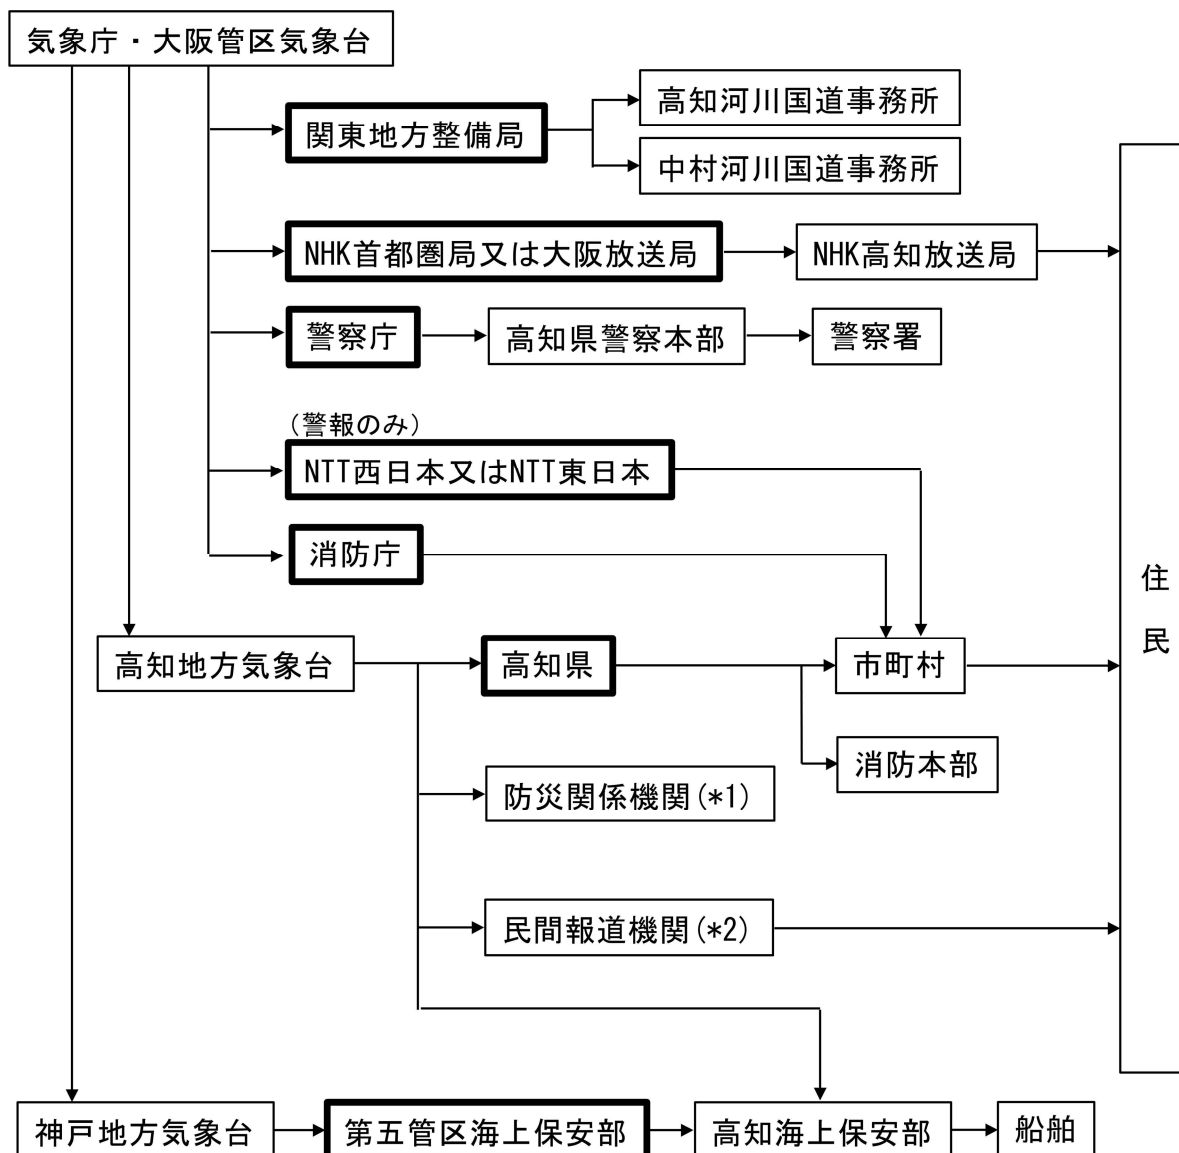 気象庁・大阪管区気象台
高知河川国道事務所
関東地方整備局
中村河川国道事務所
NHK首都圏局又は大阪放送局
NHK高知放送局
警察庁
高知県警察本部
警察署
(警報のみ)
NTT西日本又はNTT東日本
消防庁
住民
高知地方気象台
高知県
市町村
消防本部
防災関係機関(*1)
民間報道機関(*2)
神戸地方気象台
第五管区海上保安部
高知海上保安部
船舶